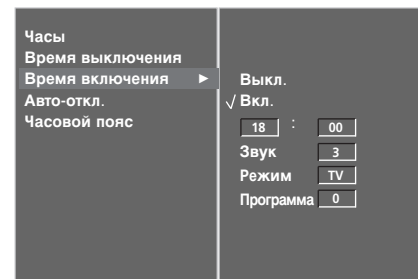 Часы
Время выключения
Время включения ►
Авто-откл.
Часовой пояс
Выкл.
√ Вкл.
18 : 00
Звук 3
Режим TV
Программа 0